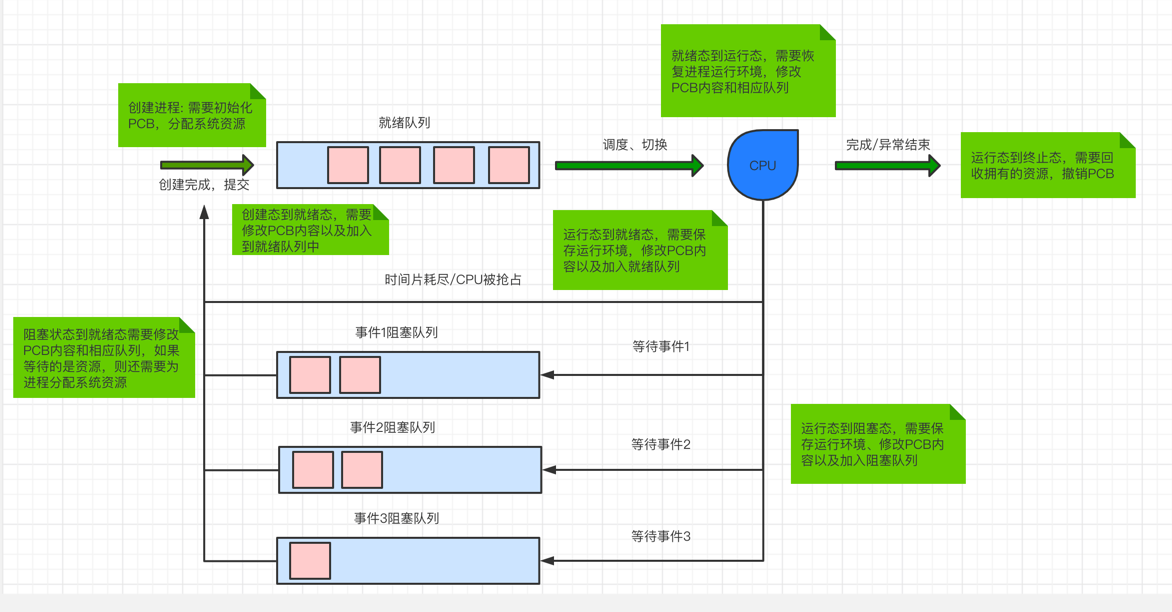 就绪态到运行态，需要恢
复进程运行环境，修改
PCB内容和相应队列
创建进程: 需要初始化
PCB，分配系统资源
就绪队列
调度、切换
CPU
完成/异常结束
运行态到终止态，需要回
收拥有的资源，撤销PCB
创建完成，提交
创建态到就绪态，需要
修改PCB内容以及加入
到就绪队列中
运行态到就绪态，需要保
存运行环境，修改PCB内
容以及加入就绪队列
时间片耗尽/CPU被抢占
阻塞状态到就绪态需要修改
PCB内容和相应队列，如果
等待的是资源，则还需要为
进程分配系统资源
事件1阻塞队列
等待事件1
事件2阻塞队列
等待事件2
运行态到阻塞态，需要保
存运行环境、修改PCB内
容以及加入阻塞队列
事件3阻塞队列
等待事件3